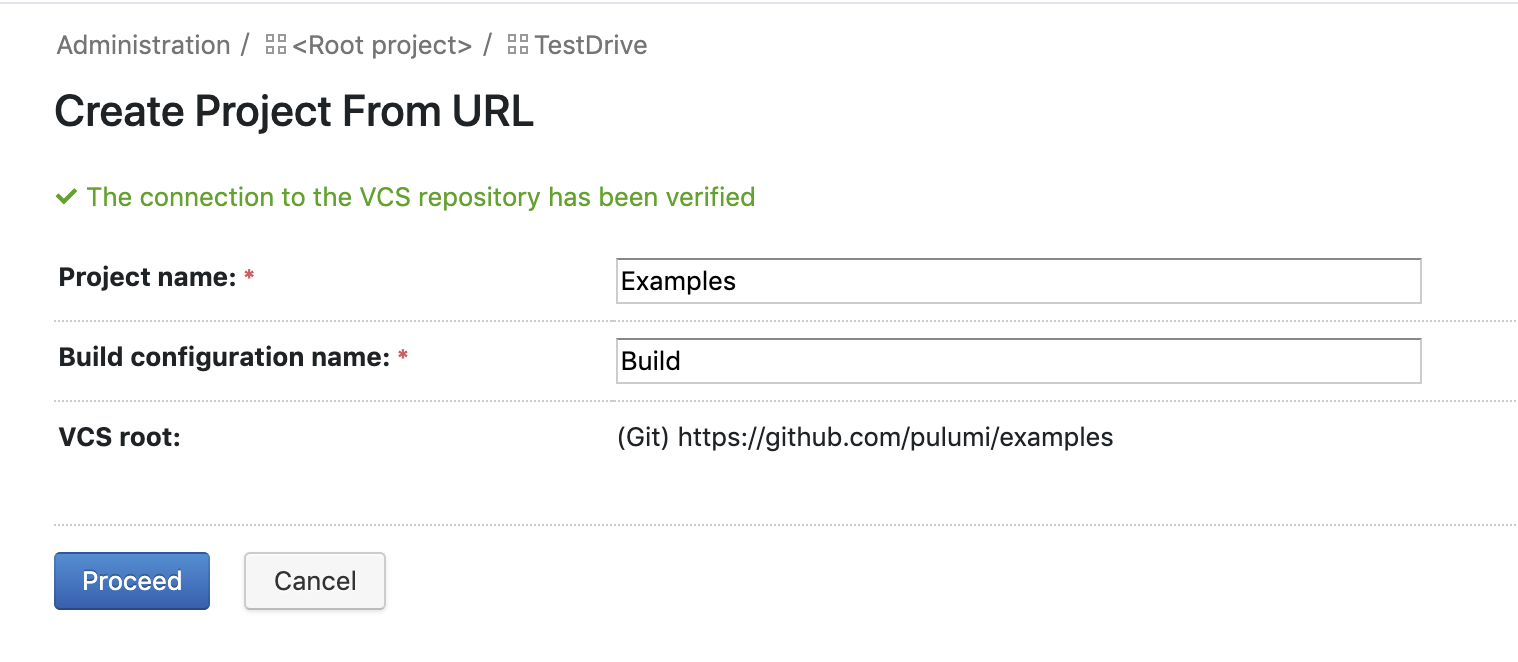 Administration / <Root project> / TestDrive
Create Project From URL
The connection to the VCS repository has been verified
Project name: * Examples
Build configuration name: * Build
VCS root: (Git) https://github.com/pulumi/examples
Proceed Cancel